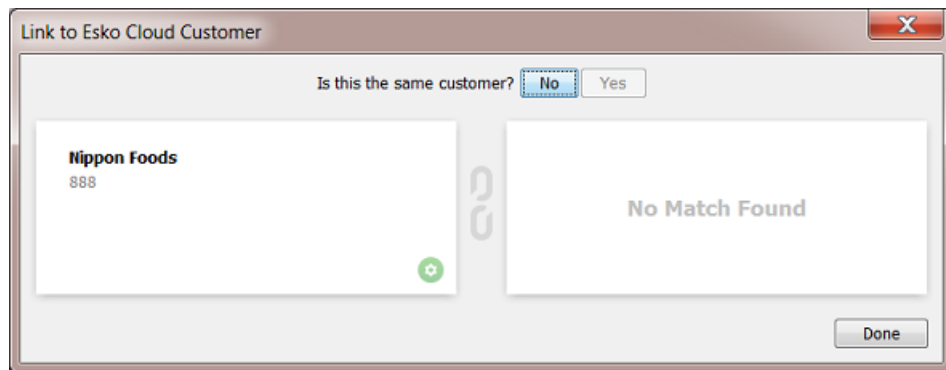 Link to Esko Cloud Customer
Is this the same customer? No Yes
Nippon Foods
888
No Match Found
Done